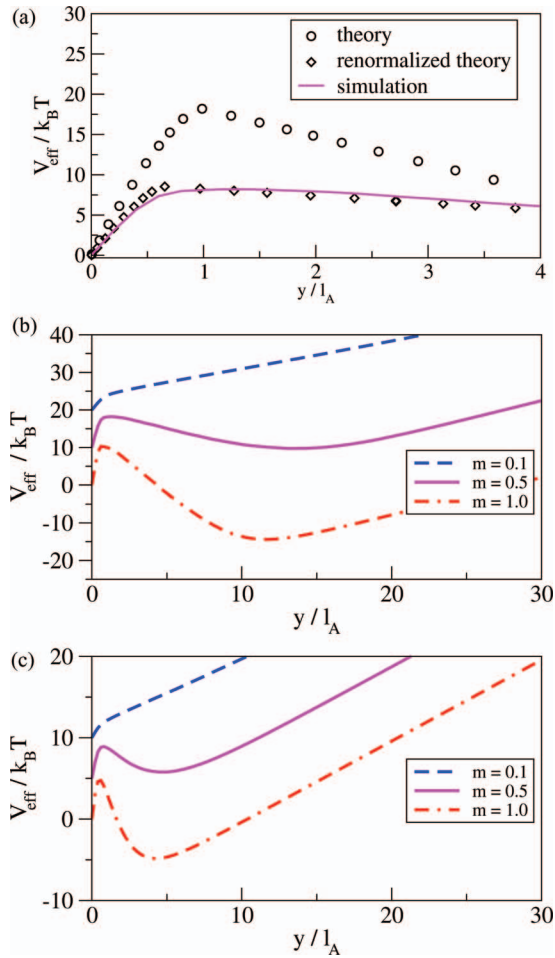 (a)
30
25
20
15
10
5
0
V_eff / k_B T
theory
renormalized theory
simulation
0 1 2 3 4
y / l_A
(b)
40
30
20
10
0
-10
-20
V_eff / k_B T
m = 0.1
m = 0.5
m = 1.0
0 10 20 30
y / l_A
(c)
20
10
0
-10
V_eff / k_B T
m = 0.1
m = 0.5
m = 1.0
0 10 20 30
y / l_A